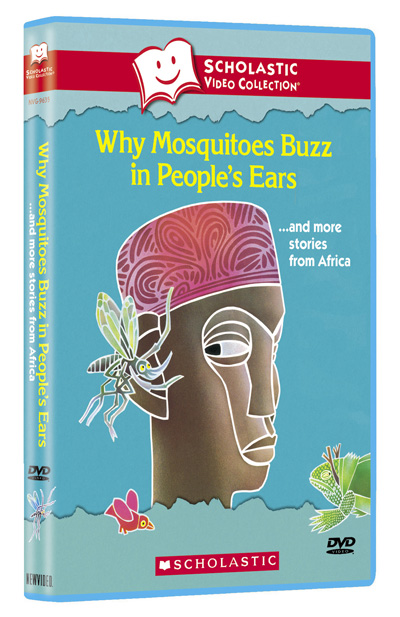 SCHOLASTIC
VIDEO COLLECTION®
Why Mosquitoes Buzz
in People's Ears
...and more
stories
from Africa
SCHOLASTIC
DVD
VIDEO
Why Mosquitoes Buzz in People's Ears
...and more stories from Africa
DVD
NEWVIDEO